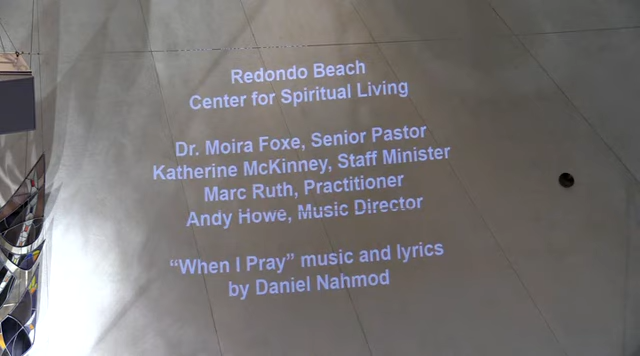 Redondo Beach
Center for Spiritual Living
Dr. Moira Foxe, Senior Pastor
Katherine McKinney, Staff Minister
Marc Ruth, Practitioner
Andy Howe, Music Director
“When I Pray” music and lyrics
by Daniel Nahmod